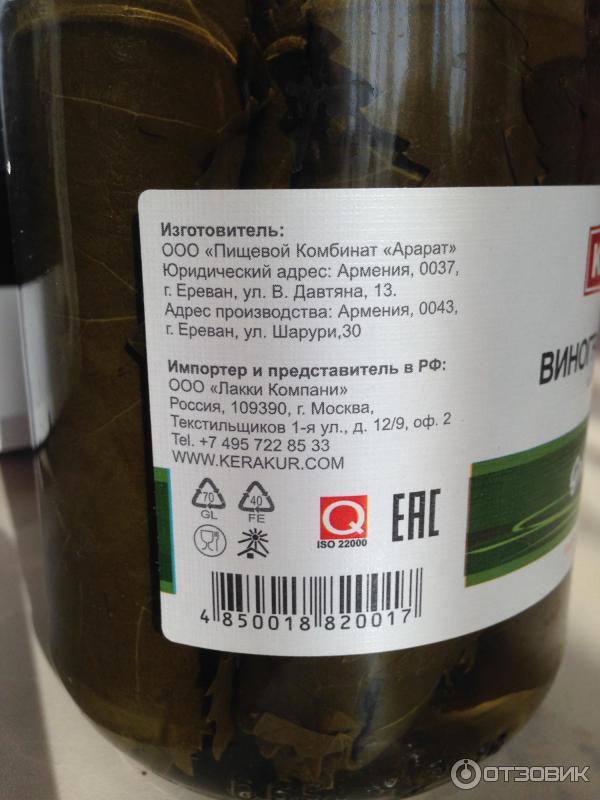 Изготовитель:
ООО «Пищевой Комбинат «Арарат»
Юридический адрес: Армения, 0037,
г. Ереван, ул. В. Давтяна, 13.
Адрес производства: Армения, 0043,
г. Ереван, ул. Шарури,30
Импортер и представитель в РФ:
ООО «Лакки Компани»
Россия, 109390, г. Москва,
Текстильщиков 1-я ул., д. 12/9, оф. 2
Tel. +7 495 722 85 33
WWW.KERAKUR.COM
70
GL
40
FE
Q
ISO 22000
EAC
4 850018 820017
ОТЗОВИК